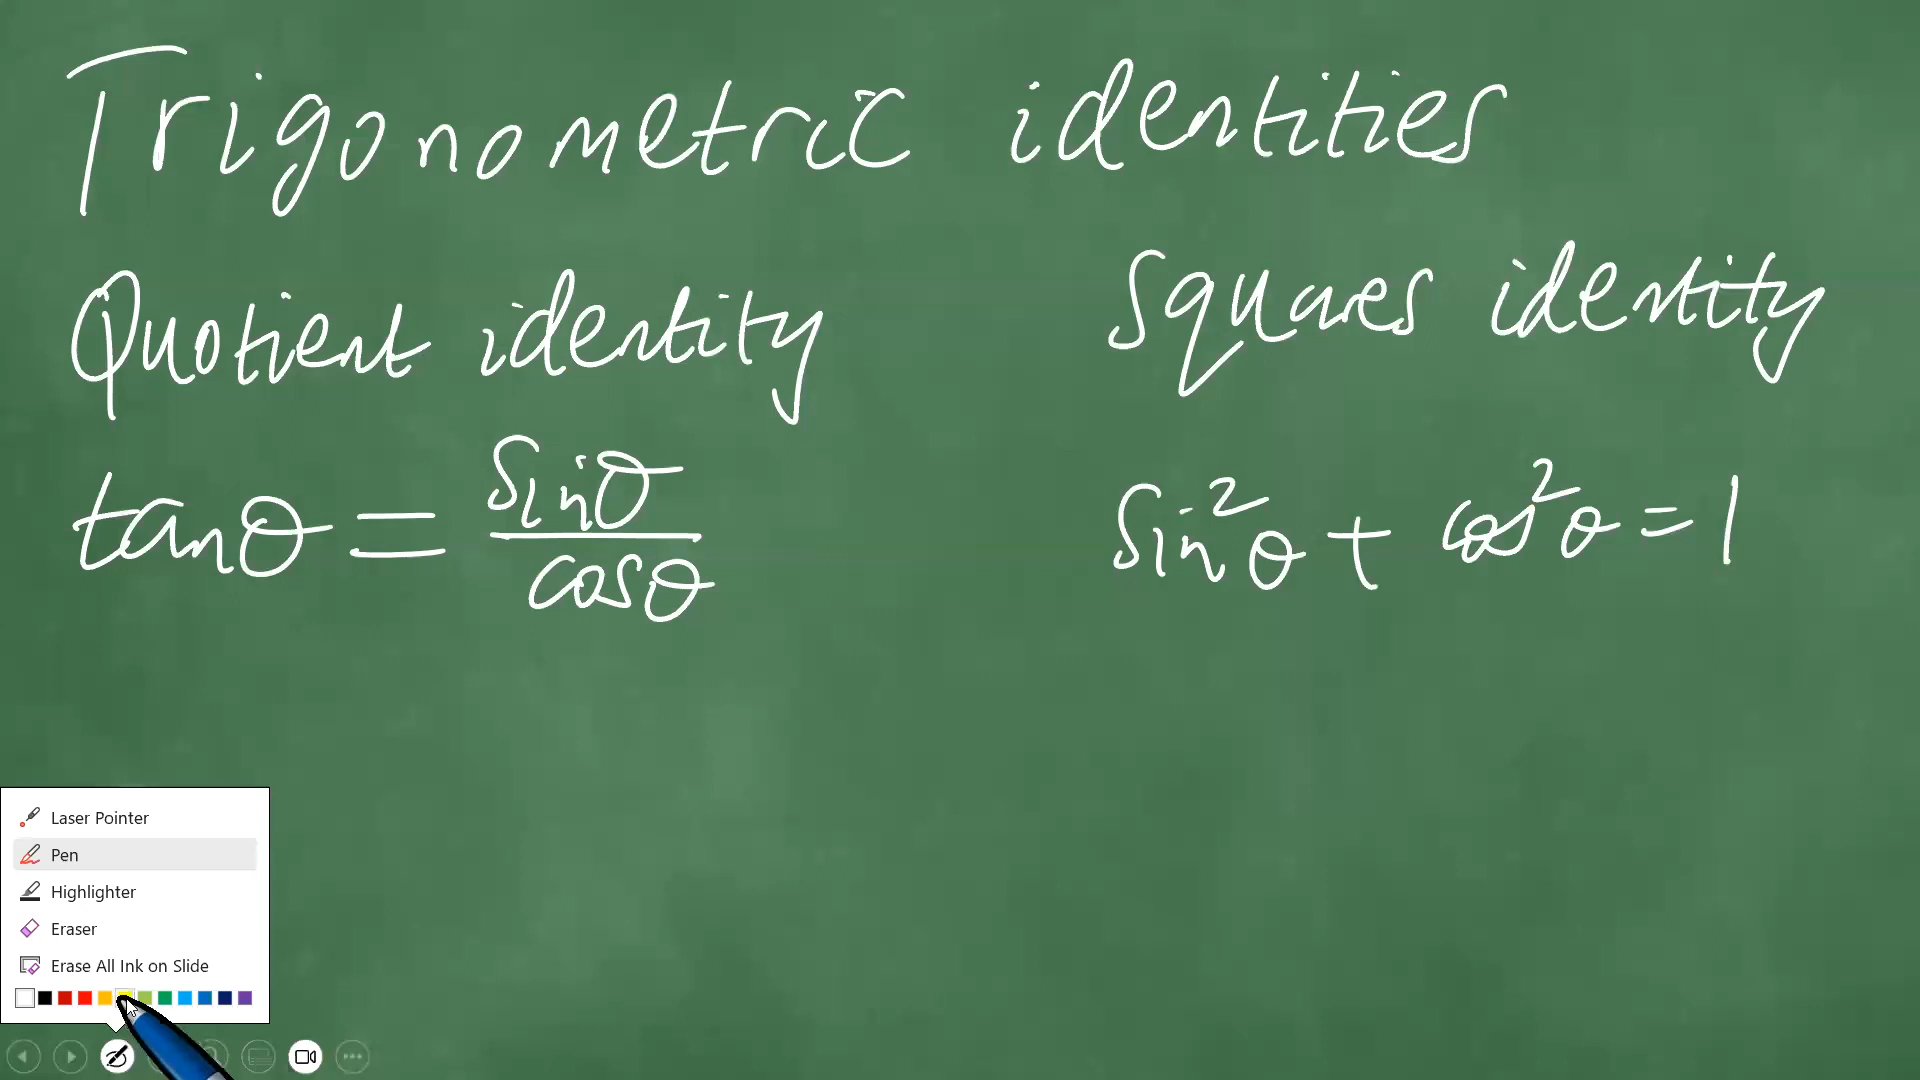 Trigonometric identities
Quotient identity
tanθ = sinθ/cosθ
Squares identity
sin²θ + cos²θ = 1
Laser Pointer
Pen
Highlighter
Eraser
Erase All Ink on Slide